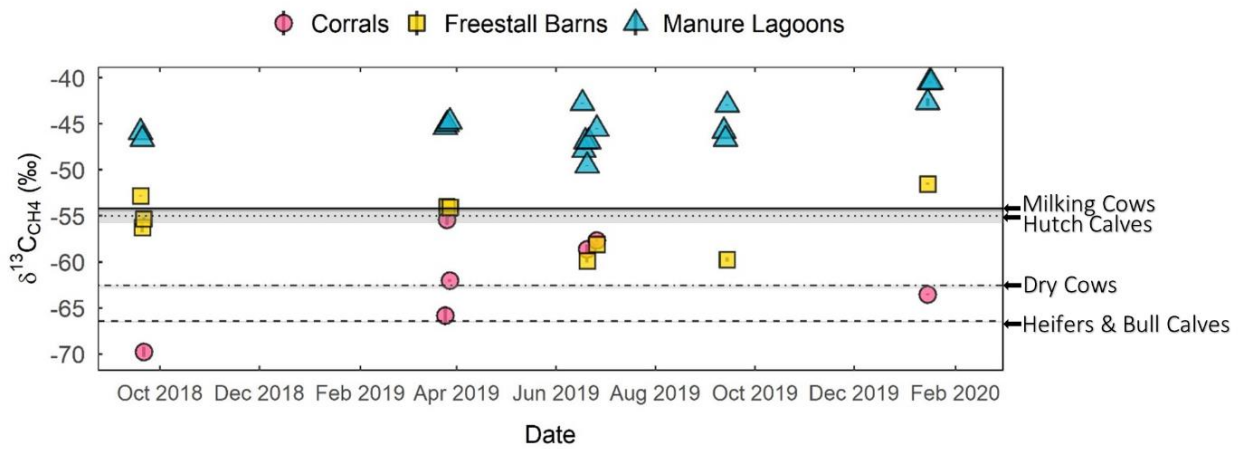 Corrals Freestall Barns Manure Lagoons
-40
-45
-50
-55
-60
-65
-70
δ¹³C_CH4 (‰)
Milking Cows
Hutch Calves
Dry Cows
Heifers & Bull Calves
Oct 2018 Dec 2018 Feb 2019 Apr 2019 Jun 2019 Aug 2019 Oct 2019 Dec 2019 Feb 2020
Date